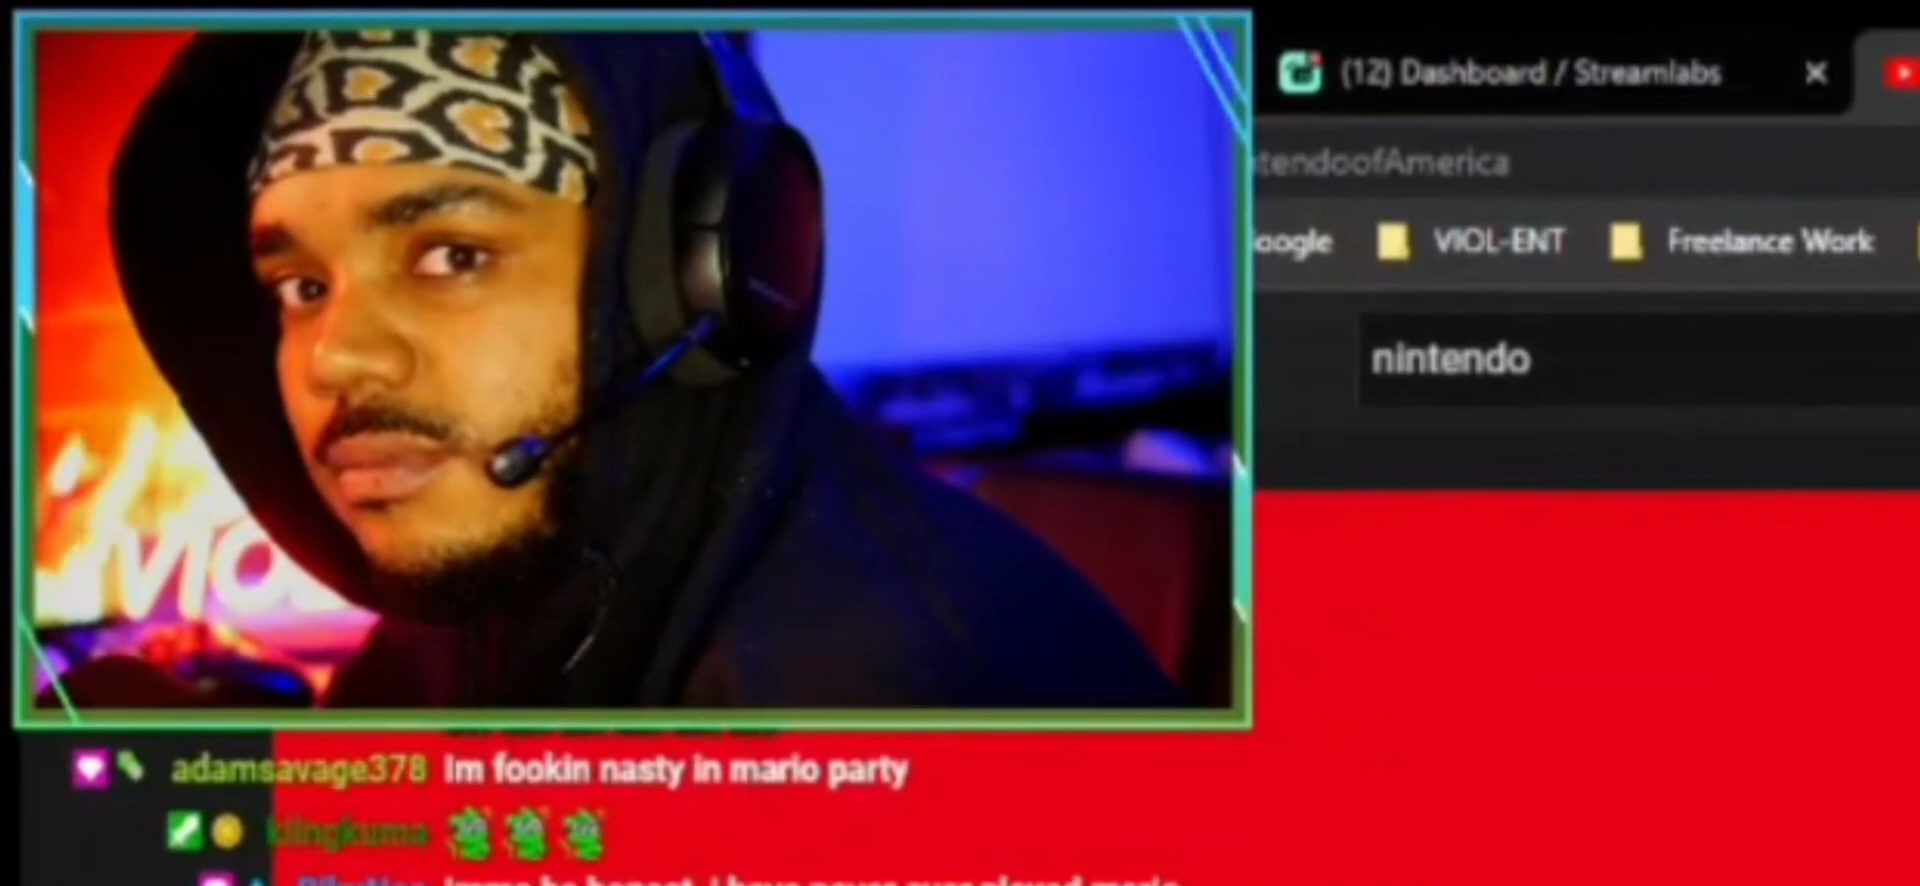 (12) Dashboard / Streamlabs
tendoofAmerica
oogle VIOL-ENT Freelance Work
nintendo
adamsavage378 Im fookin nasty in mario party